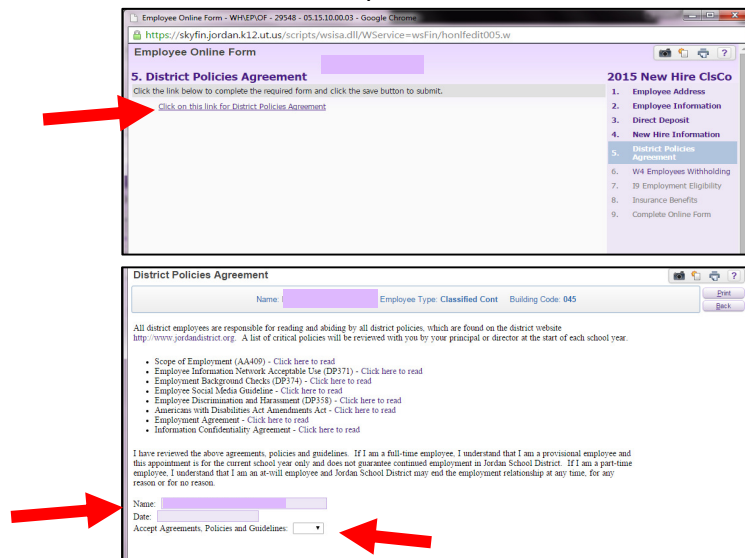 Employee Online Form - WH\EP\OF - 29548 - 05.15.10.00.03 - Google Chrome
https://skyfin.jordan.k12.ut.us/scripts/wsisa.dll/WService=wsFin/honlfedit005.w
Employee Online Form
?
5. District Policies Agreement
Click the link below to complete the required form and click the save button to submit.
Click on this link for District Policies Agreement
2015 New Hire ClsCo
1. Employee Address
2. Employee Information
3. Direct Deposit
4. New Hire Information
5. District Policies
Agreement
6. W4 Employees Withholding
7. I9 Employment Eligibility
8. Insurance Benefits
9. Complete Online Form
District Policies Agreement
?
Name: Employee Type: Classified Cont Building Code: 045
Print
Back
All district employees are responsible for reading and abiding by all district policies, which are found on the district website
http://www.jordandistrict.org. A list of critical policies will be reviewed with you by your principal or director at the start of each school year.
• Scope of Employment (AA409) - Click here to read
• Employee Information Network Acceptable Use (DP371) - Click here to read
• Employment Background Checks (DP374) - Click here to read
• Employee Social Media Guideline - Click here to read
• Employee Discrimination and Harassment (DP358) - Click here to read
• Americans with Disabilities Act Amendments Act - Click here to read
• Employment Agreement - Click here to read
• Information Confidentiality Agreement - Click here to read
I have reviewed the above agreements, policies and guidelines. If I am a full-time employee, I understand that I am a provisional employee and
this appointment is for the current school year only and does not guarantee continued employment in Jordan School District. If I am a part-time
employee, I understand that I am an at-will employee and Jordan School District may end the employment relationship at any time, for any
reason or for no reason.
Name:
Date:
Accept Agreements, Policies and Guidelines: